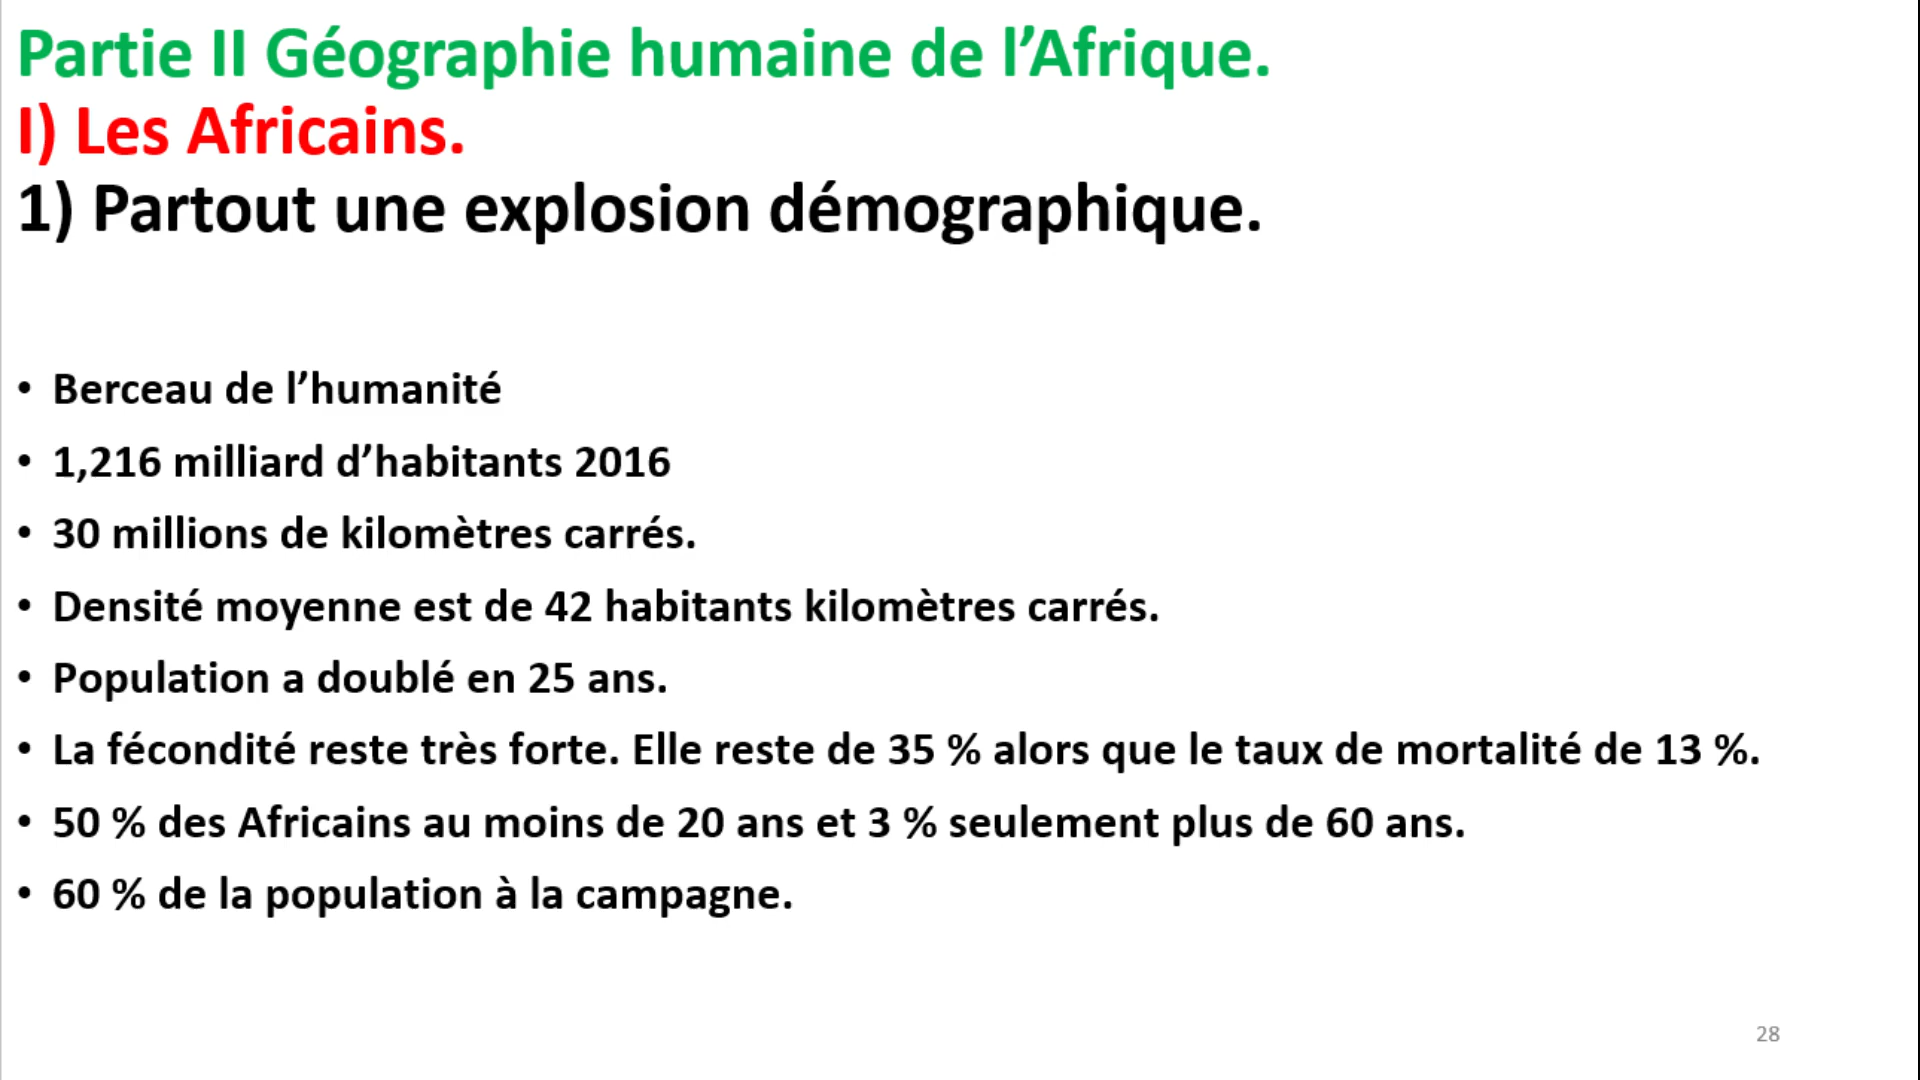 Partie II Géographie humaine de l’Afrique.
I) Les Africains.
1) Partout une explosion démographique.
• Berceau de l’humanité
• 1,216 milliard d’habitants 2016
• 30 millions de kilomètres carrés.
• Densité moyenne est de 42 habitants kilomètres carrés.
• Population a doublé en 25 ans.
• La fécondité reste très forte. Elle reste de 35 % alors que le taux de mortalité de 13 %.
• 50 % des Africains au moins de 20 ans et 3 % seulement plus de 60 ans.
• 60 % de la population à la campagne.
28